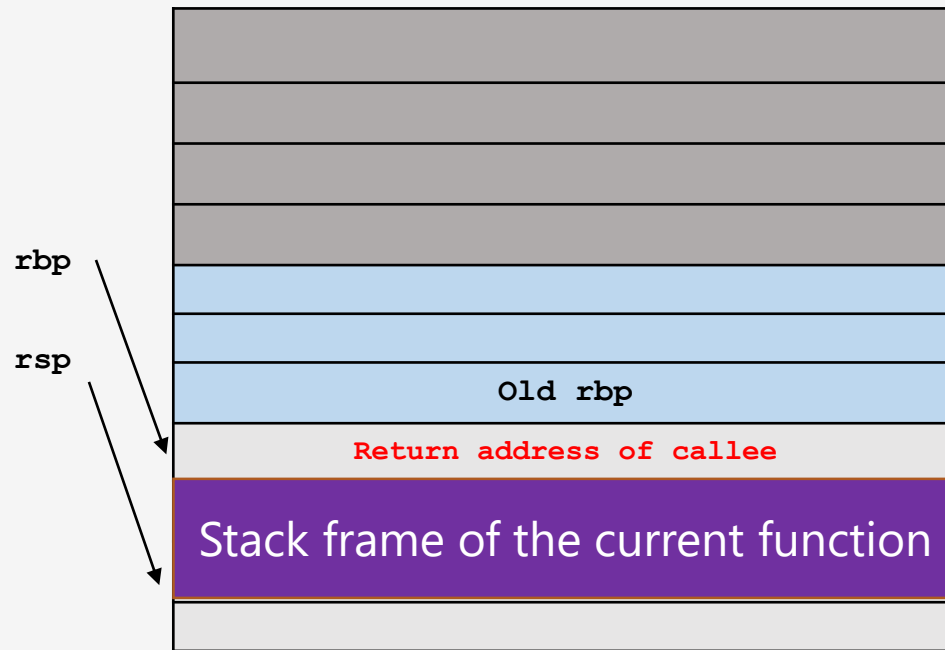 rbp
rsp
Old rbp
Return address of callee
Stack frame of the current function